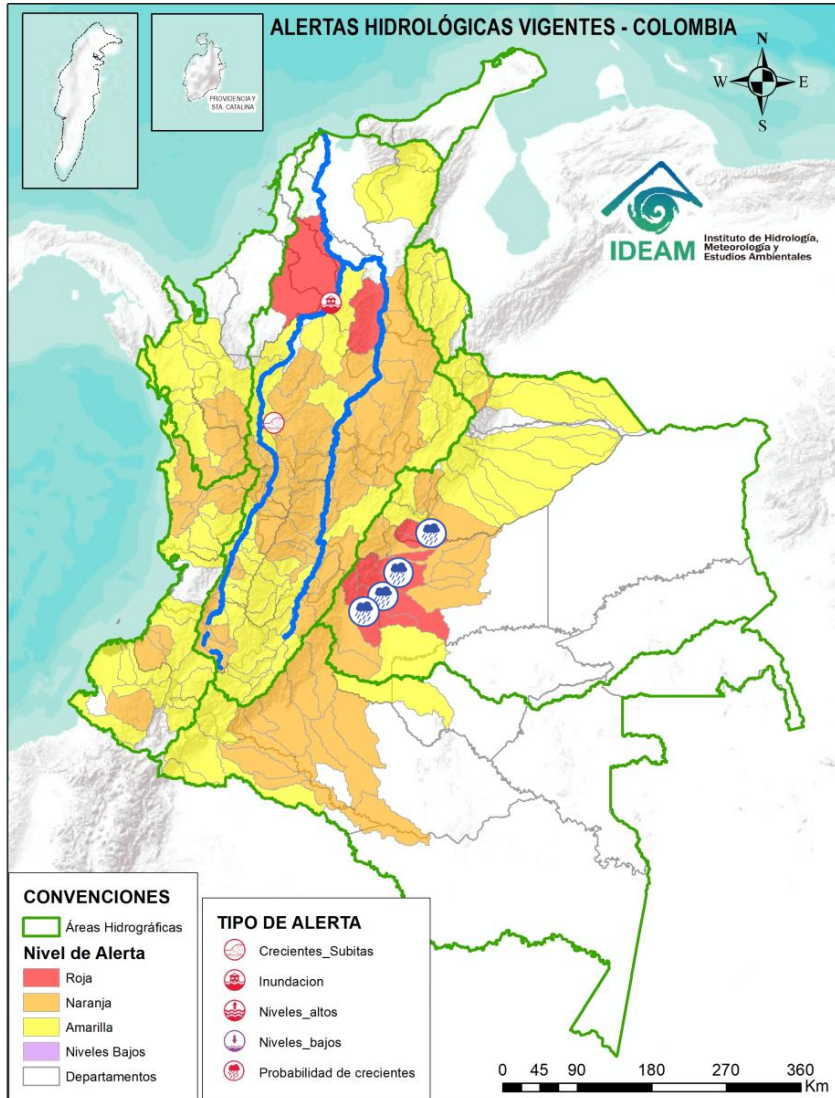 ALERTAS HIDROLÓGICAS VIGENTES - COLOMBIA
PROVIDENCIA Y
STA. CATALINA
N
W
E
S
IDEAM
Instituto de Hidrología,
Meteorología y
Estudios Ambientales
CONVENCIONES
Áreas Hidrográficas
Nivel de Alerta
Roja
Naranja
Amarilla
Niveles Bajos
Departamentos
TIPO DE ALERTA
Crecientes_Subitas
Inundacion
Niveles_altos
Niveles_bajos
Probabilidad de crecientes
0 45 90 180 270 360
Km